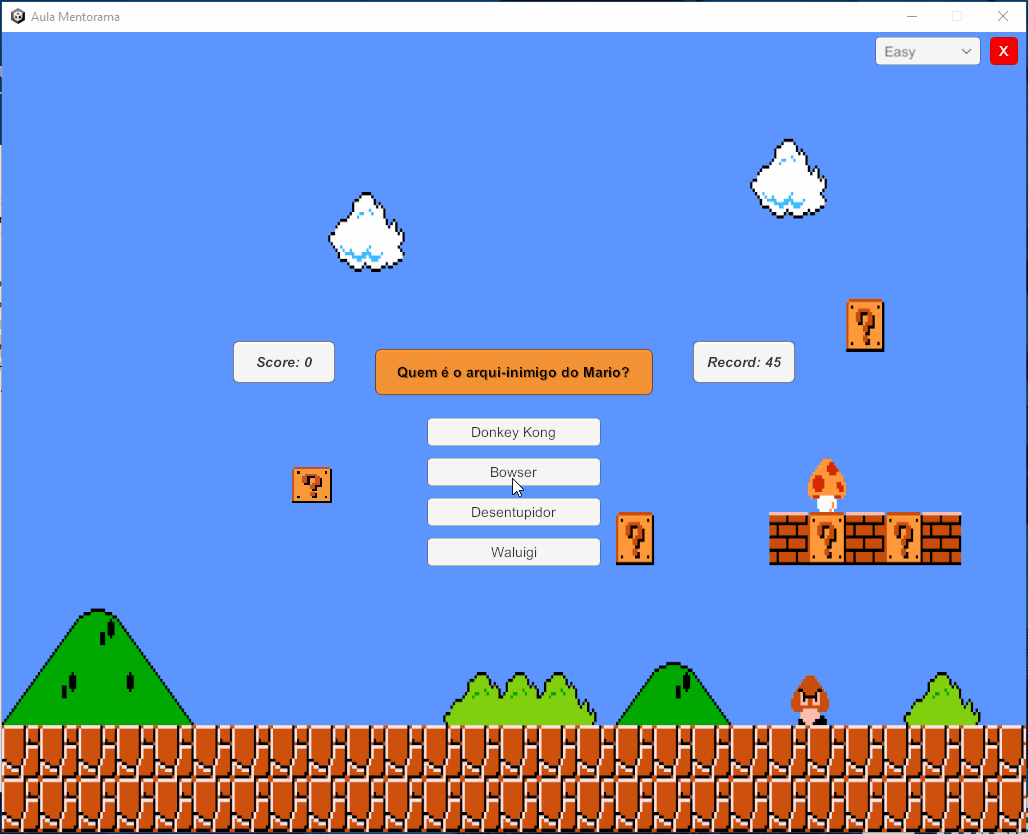 Aula Mentorama
Easy
X
?
Score: 0
Quem é o arqui-inimigo do Mario?
Record: 45
Donkey Kong
Bowser
?
Desentupidor
?
?
?
Waluigi